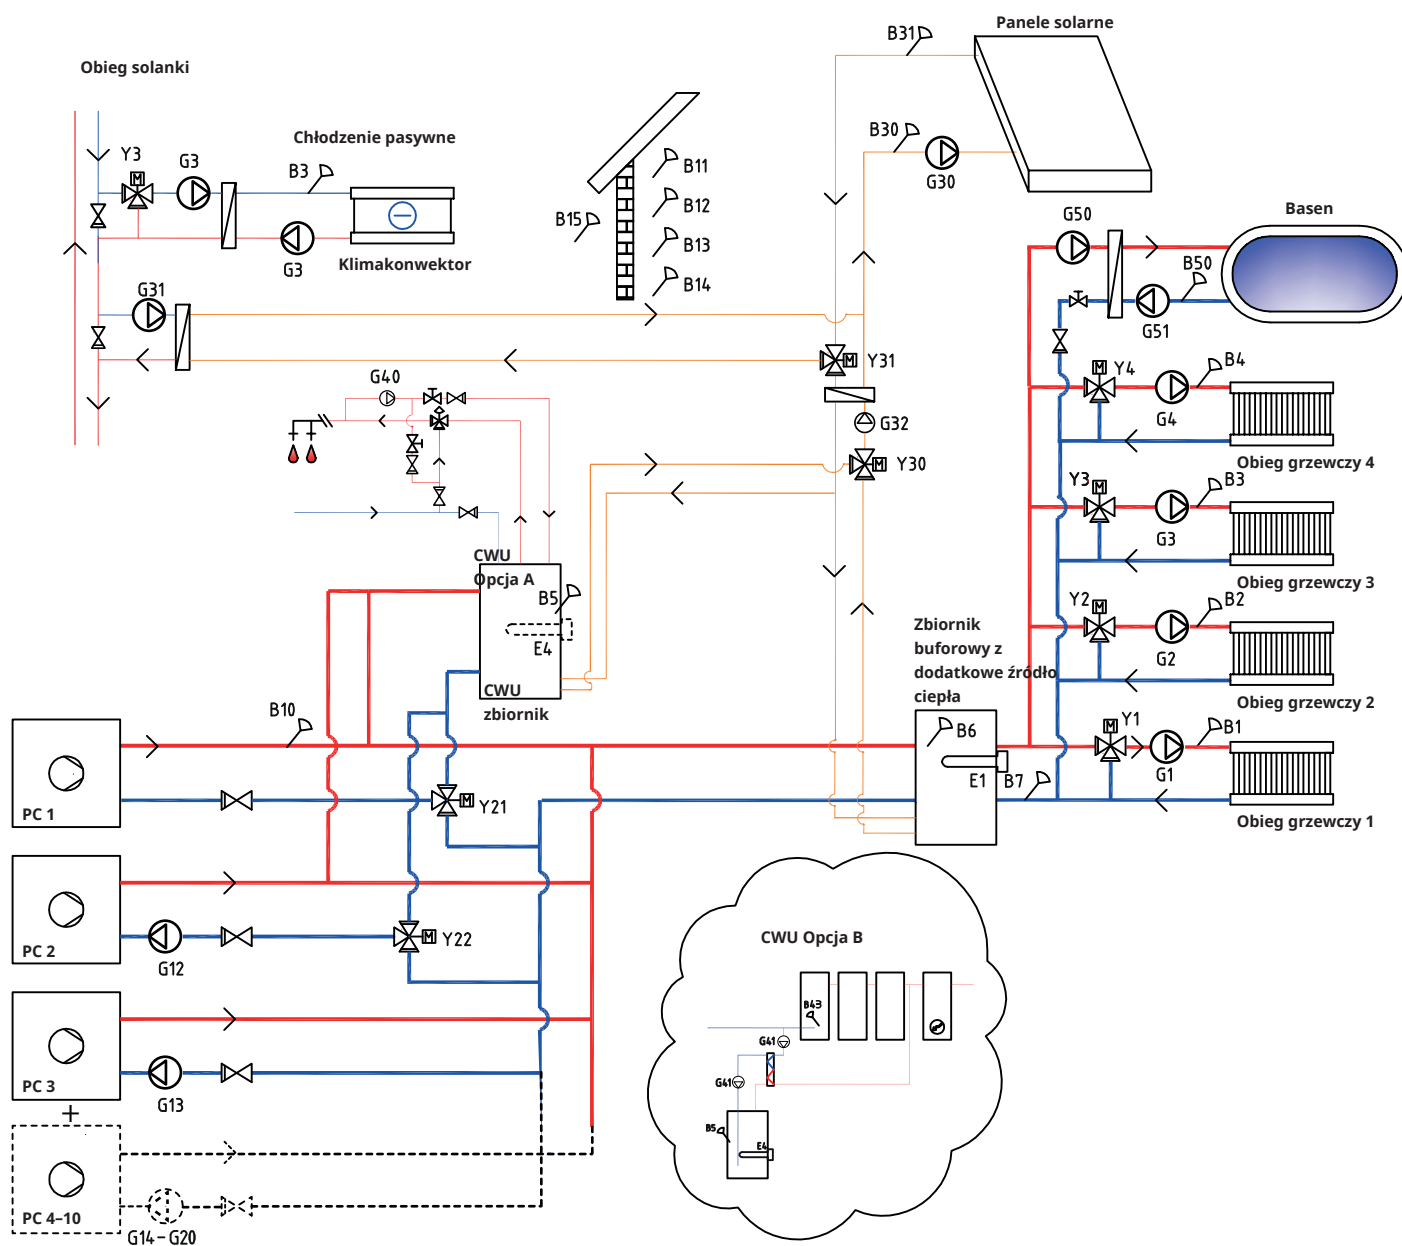 Panele solarne
B31
Obieg solanki
B30
G30
Chłodzenie pasywne
Y3
M
G3
B3
B11
B12
B15
B13
B14
G3
Klimakonwektor
G50
Basen
B50
G51
G31
Y31
M
G40
G32
Y30
M
M
Y4
B4
G4
Obieg grzewczy 4
Y3
M
B3
G3
Obieg grzewczy 3
CWU
Opcja A
B5
E4
CWU
zbiornik
Y2
M
B2
G2
Obieg grzewczy 2
Zbiornik
buforowy z
dodatkowe źródło
ciepła
B6
E1
B7
M
Y1
B1
G1
Obieg grzewczy 1
B10
PC 1
M
Y21
PC 2
G12
M
Y22
PC 3
G13
+
PC 4–10
G14–G20
CWU Opcja B
B43
G41
G41
B5
E4